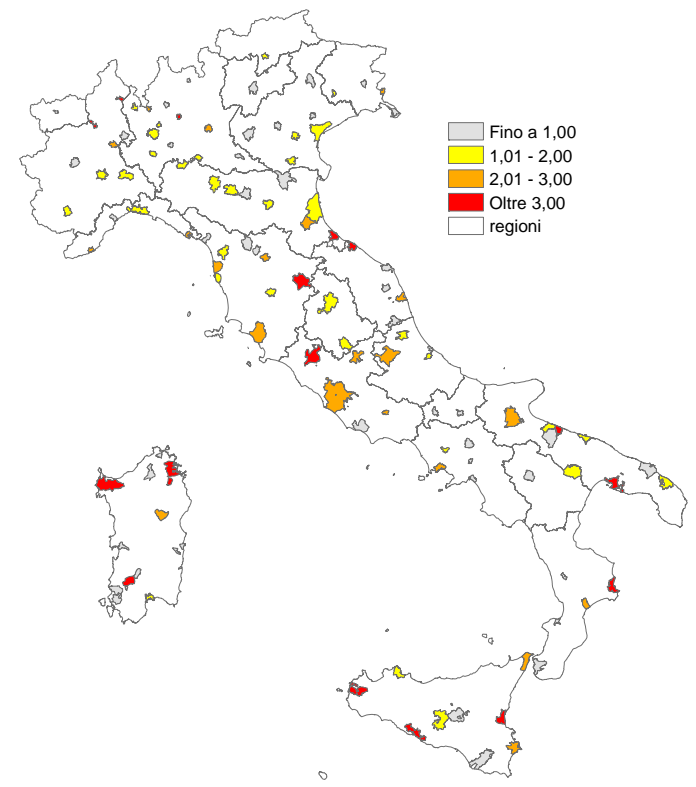 Fino a 1,00
1,01 - 2,00
2,01 - 3,00
Oltre 3,00
regioni